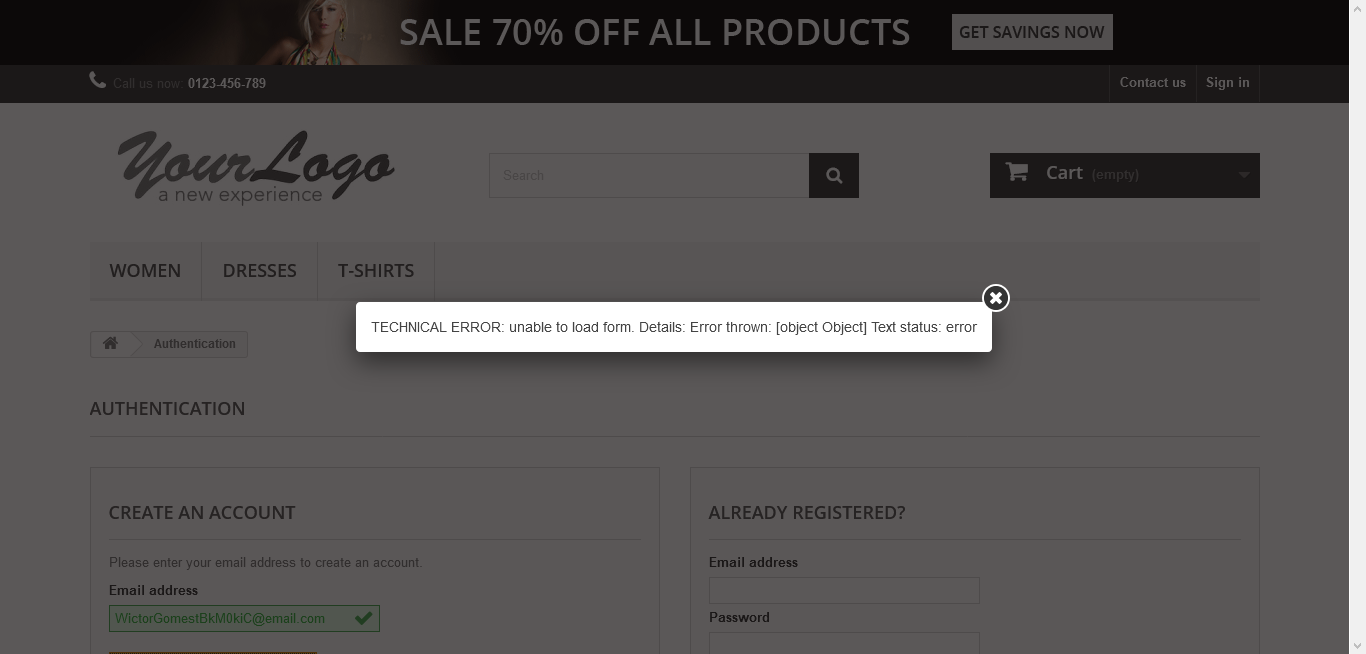 SALE 70% OFF ALL PRODUCTS GET SAVINGS NOW
Call us now: 0123-456-789 Contact us Sign in
YourLogo
a new experience
Search
Cart (empty)
WOMEN DRESSES T-SHIRTS
TECHNICAL ERROR: unable to load form. Details: Error thrown: [object Object] Text status: error
Authentication
AUTHENTICATION
CREATE AN ACCOUNT
Please enter your email address to create an account.
Email address
WictorGomestBkM0kiC@email.com
ALREADY REGISTERED?
Email address
Password